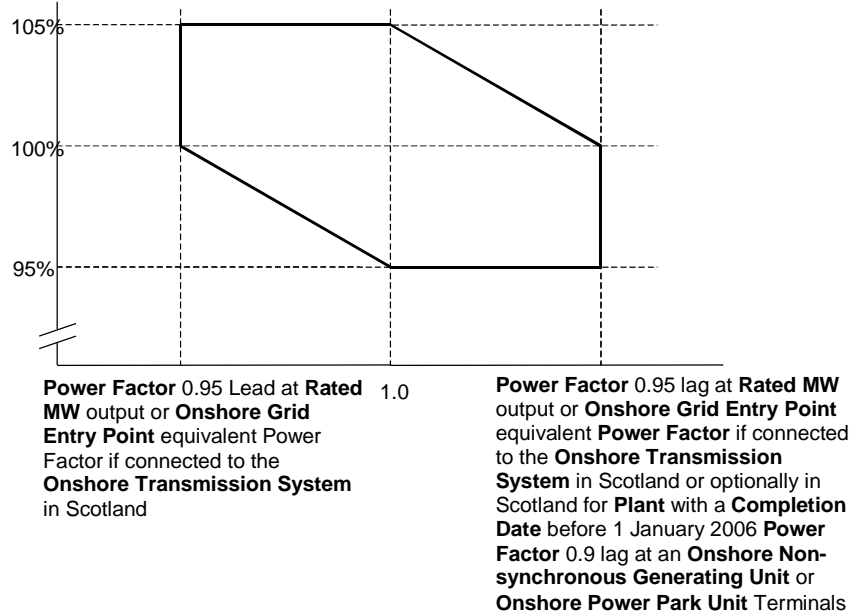 105%
100%
95%
Power Factor 0.95 Lead at Rated
MW output or Onshore Grid
Entry Point equivalent Power
Factor if connected to the
Onshore Transmission System
in Scotland
1.0
Power Factor 0.95 lag at Rated MW
output or Onshore Grid Entry Point
equivalent Power Factor if connected
to the Onshore Transmission
System in Scotland or optionally in
Scotland for Plant with a Completion
Date before 1 January 2006 Power
Factor 0.9 lag at an Onshore Non-
synchronous Generating Unit or
Onshore Power Park Unit Terminals